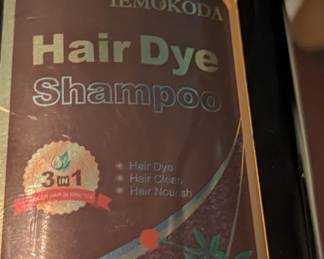 IEMOKODA
Hair Dye
Shampoo
3 IN 1
• Hair Dye
• Hair Clean
• Hair Nourish